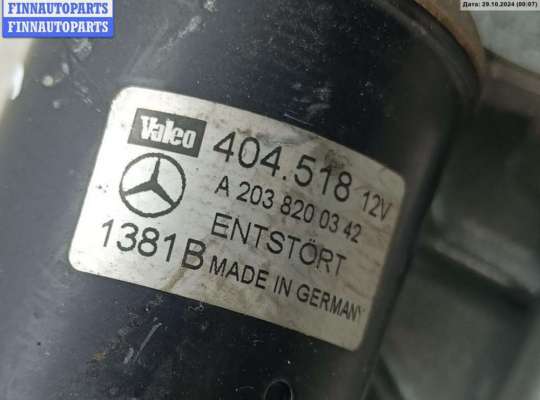 FINNAUTOPARTS
FINNAUTOPARTS
Дата: 29.10.2024 (00:07)
Valeo 404.518 12V
A 203 820 03 42
ENTSTÖRT
1381B MADE IN GERMANY